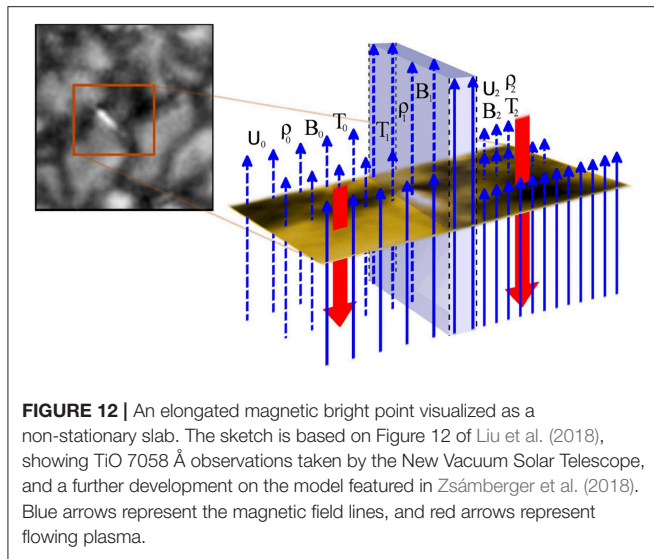 U₀ ρ₀ B₀ T₀ T₁ ρ₁ B₁ U₂ ρ₂
B₂ T₂
FIGURE 12 | An elongated magnetic bright point visualized as a
non-stationary slab. The sketch is based on Figure 12 of Liu et al. (2018),
showing TiO 7058 Å observations taken by the New Vacuum Solar Telescope,
and a further development on the model featured in Zsámberger et al. (2018).
Blue arrows represent the magnetic field lines, and red arrows represent
flowing plasma.